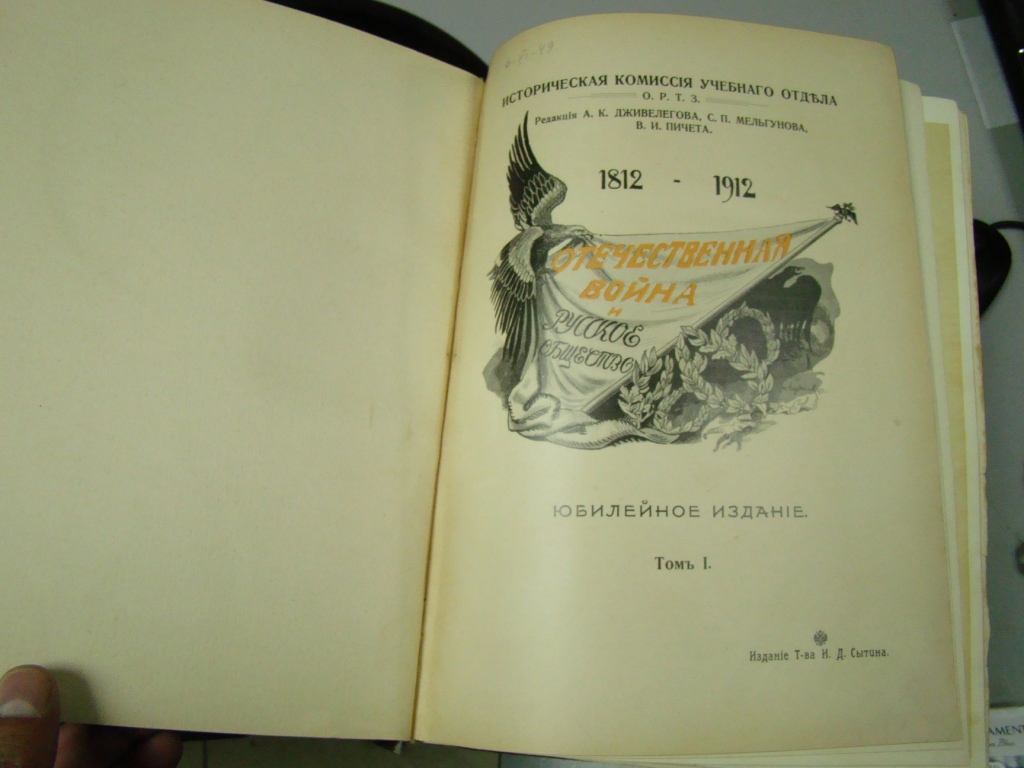 ИСТОРИЧЕСКАЯ КОМИССІЯ УЧЕБНАГО ОТДѢЛА
О. Р. Т. З.
Редакція А. К. ДЖИВЕЛЕГОВА, С. П. МЕЛЬГУНОВА,
В. И. ПИЧЕТА.
1812 - 1912
ОТЕЧЕСТВЕННАЯ
ВОЙНА
И
РУССКОЕ
ОБЩЕСТВО
ЮБИЛЕЙНОЕ ИЗДАНІЕ.
Томъ I.
Изданіе Т-ва И. Д. Сытина.